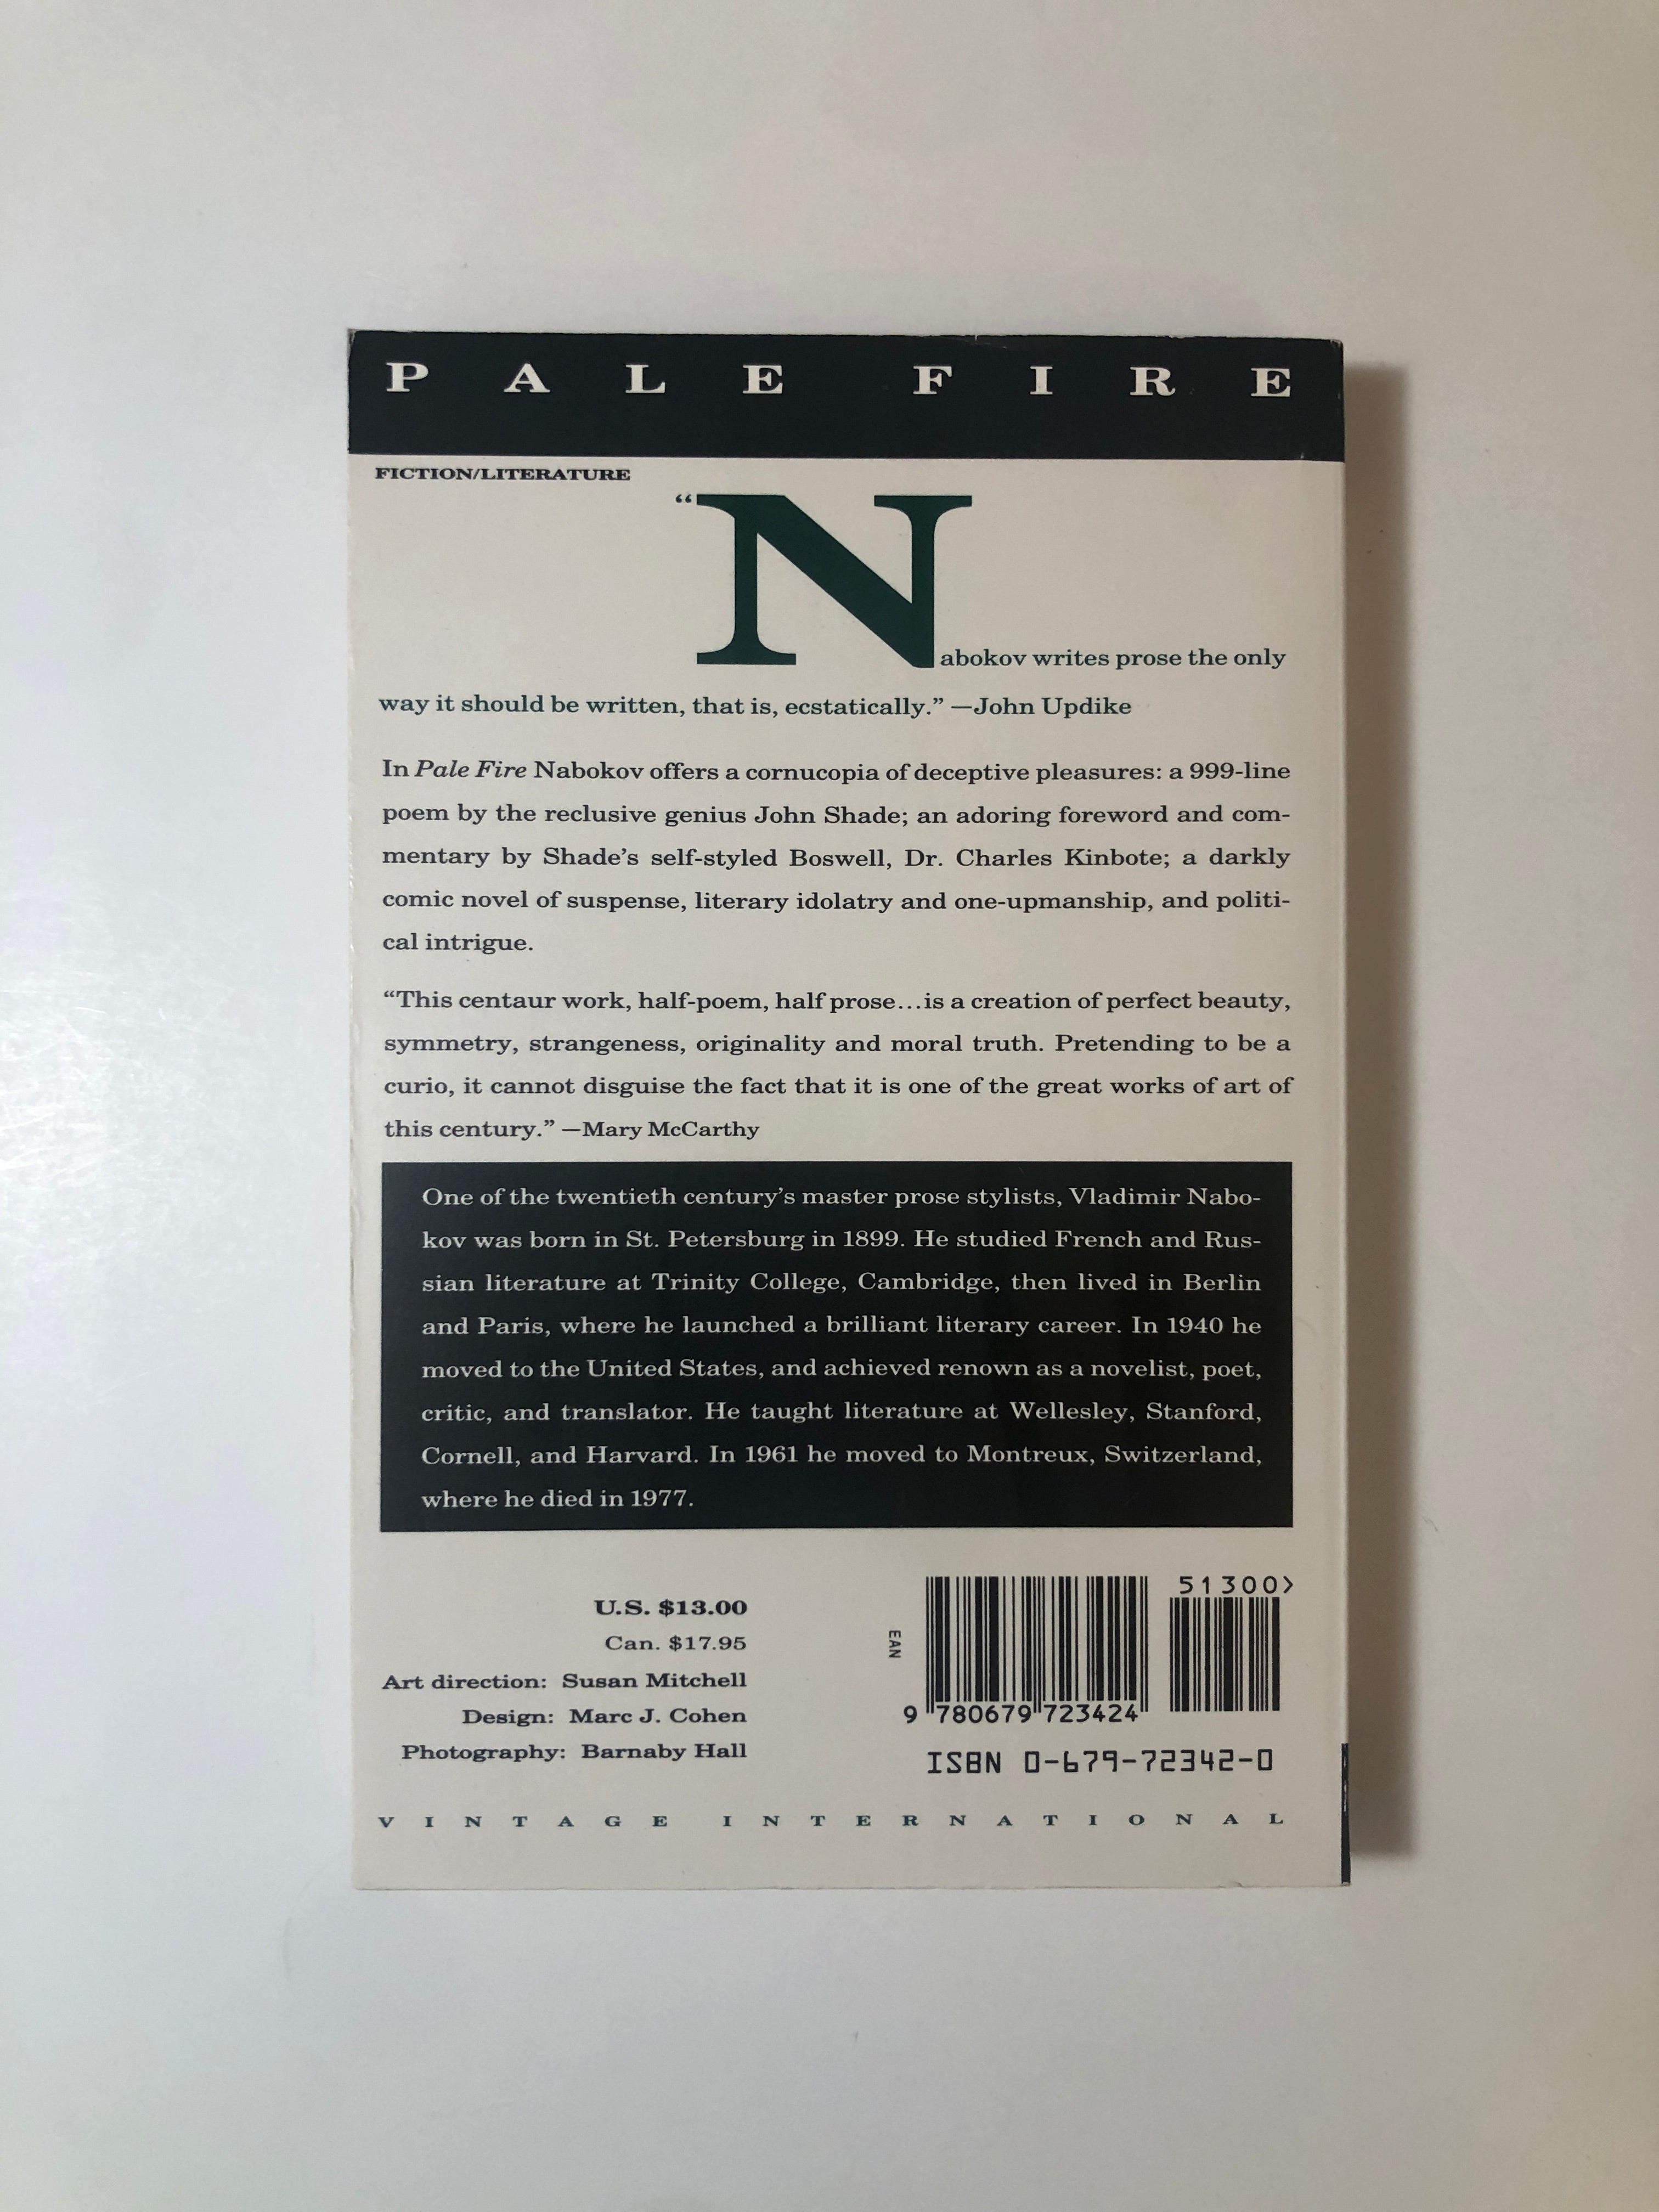 PALE FIRE
FICTION/LITERATURE
“Nabokov writes prose the only
way it should be written, that is, ecstatically.” —John Updike
In Pale Fire Nabokov offers a cornucopia of deceptive pleasures: a 999-line
poem by the reclusive genius John Shade; an adoring foreword and com-
mentary by Shade’s self-styled Boswell, Dr. Charles Kinbote; a darkly
comic novel of suspense, literary idolatry and one-upmanship, and politi-
cal intrigue.
“This centaur work, half-poem, half prose...is a creation of perfect beauty,
symmetry, strangeness, originality and moral truth. Pretending to be a
curio, it cannot disguise the fact that it is one of the great works of art of
this century.” —Mary McCarthy
One of the twentieth century’s master prose stylists, Vladimir Nabo-
kov was born in St. Petersburg in 1899. He studied French and Rus-
sian literature at Trinity College, Cambridge, then lived in Berlin
and Paris, where he launched a brilliant literary career. In 1940 he
moved to the United States, and achieved renown as a novelist, poet,
critic, and translator. He taught literature at Wellesley, Stanford,
Cornell, and Harvard. In 1961 he moved to Montreux, Switzerland,
where he died in 1977.
U.S. $13.00
Can. $17.95
Art direction: Susan Mitchell
Design: Marc J. Cohen
Photography: Barnaby Hall
EAN
51300>
9 780679 723424
ISBN 0-679-72342-0
VINTAGE INTERNATIONAL